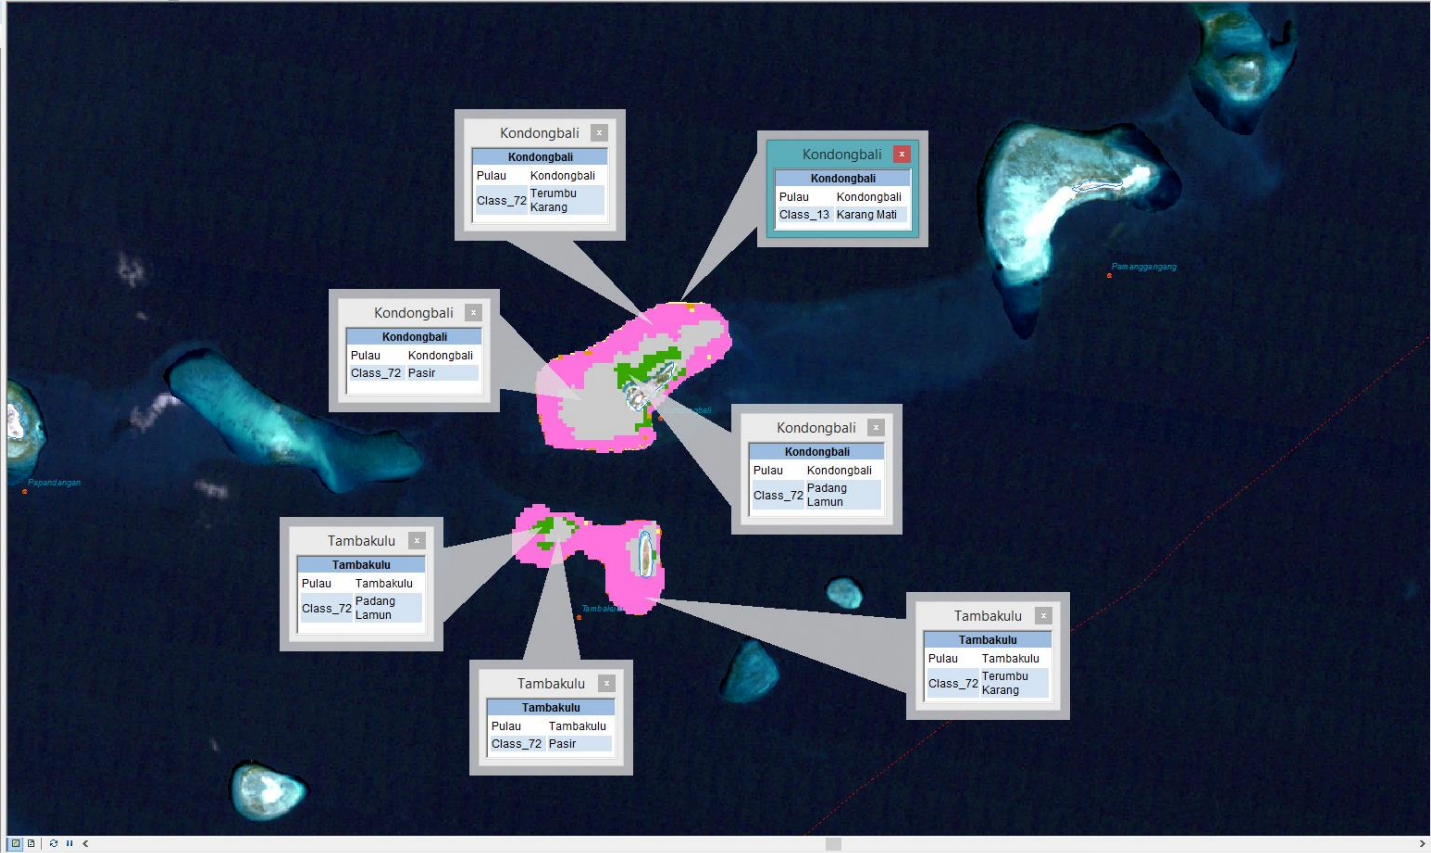 Kondongbali x
Kondongbali
Pulau Kondongbali
Class_72 Terumbu
Karang
Kondongbali x
Kondongbali
Pulau Kondongbali
Class_13 Karang Mati
Pamanggangang
Kondongbali x
Kondongbali
Pulau Kondongbali
Class_72 Pasir
Kondongbali x
Kondongbali
Pulau Kondongbali
Class_72 Padang
Lamun
Papandangan
Tambakulu x
Tambakulu
Pulau Tambakulu
Class_72 Padang
Lamun
Tambakulu x
Tambakulu
Pulau Tambakulu
Class_72 Terumbu
Karang
Tambakulu x
Tambakulu
Pulau Tambakulu
Class_72 Pasir